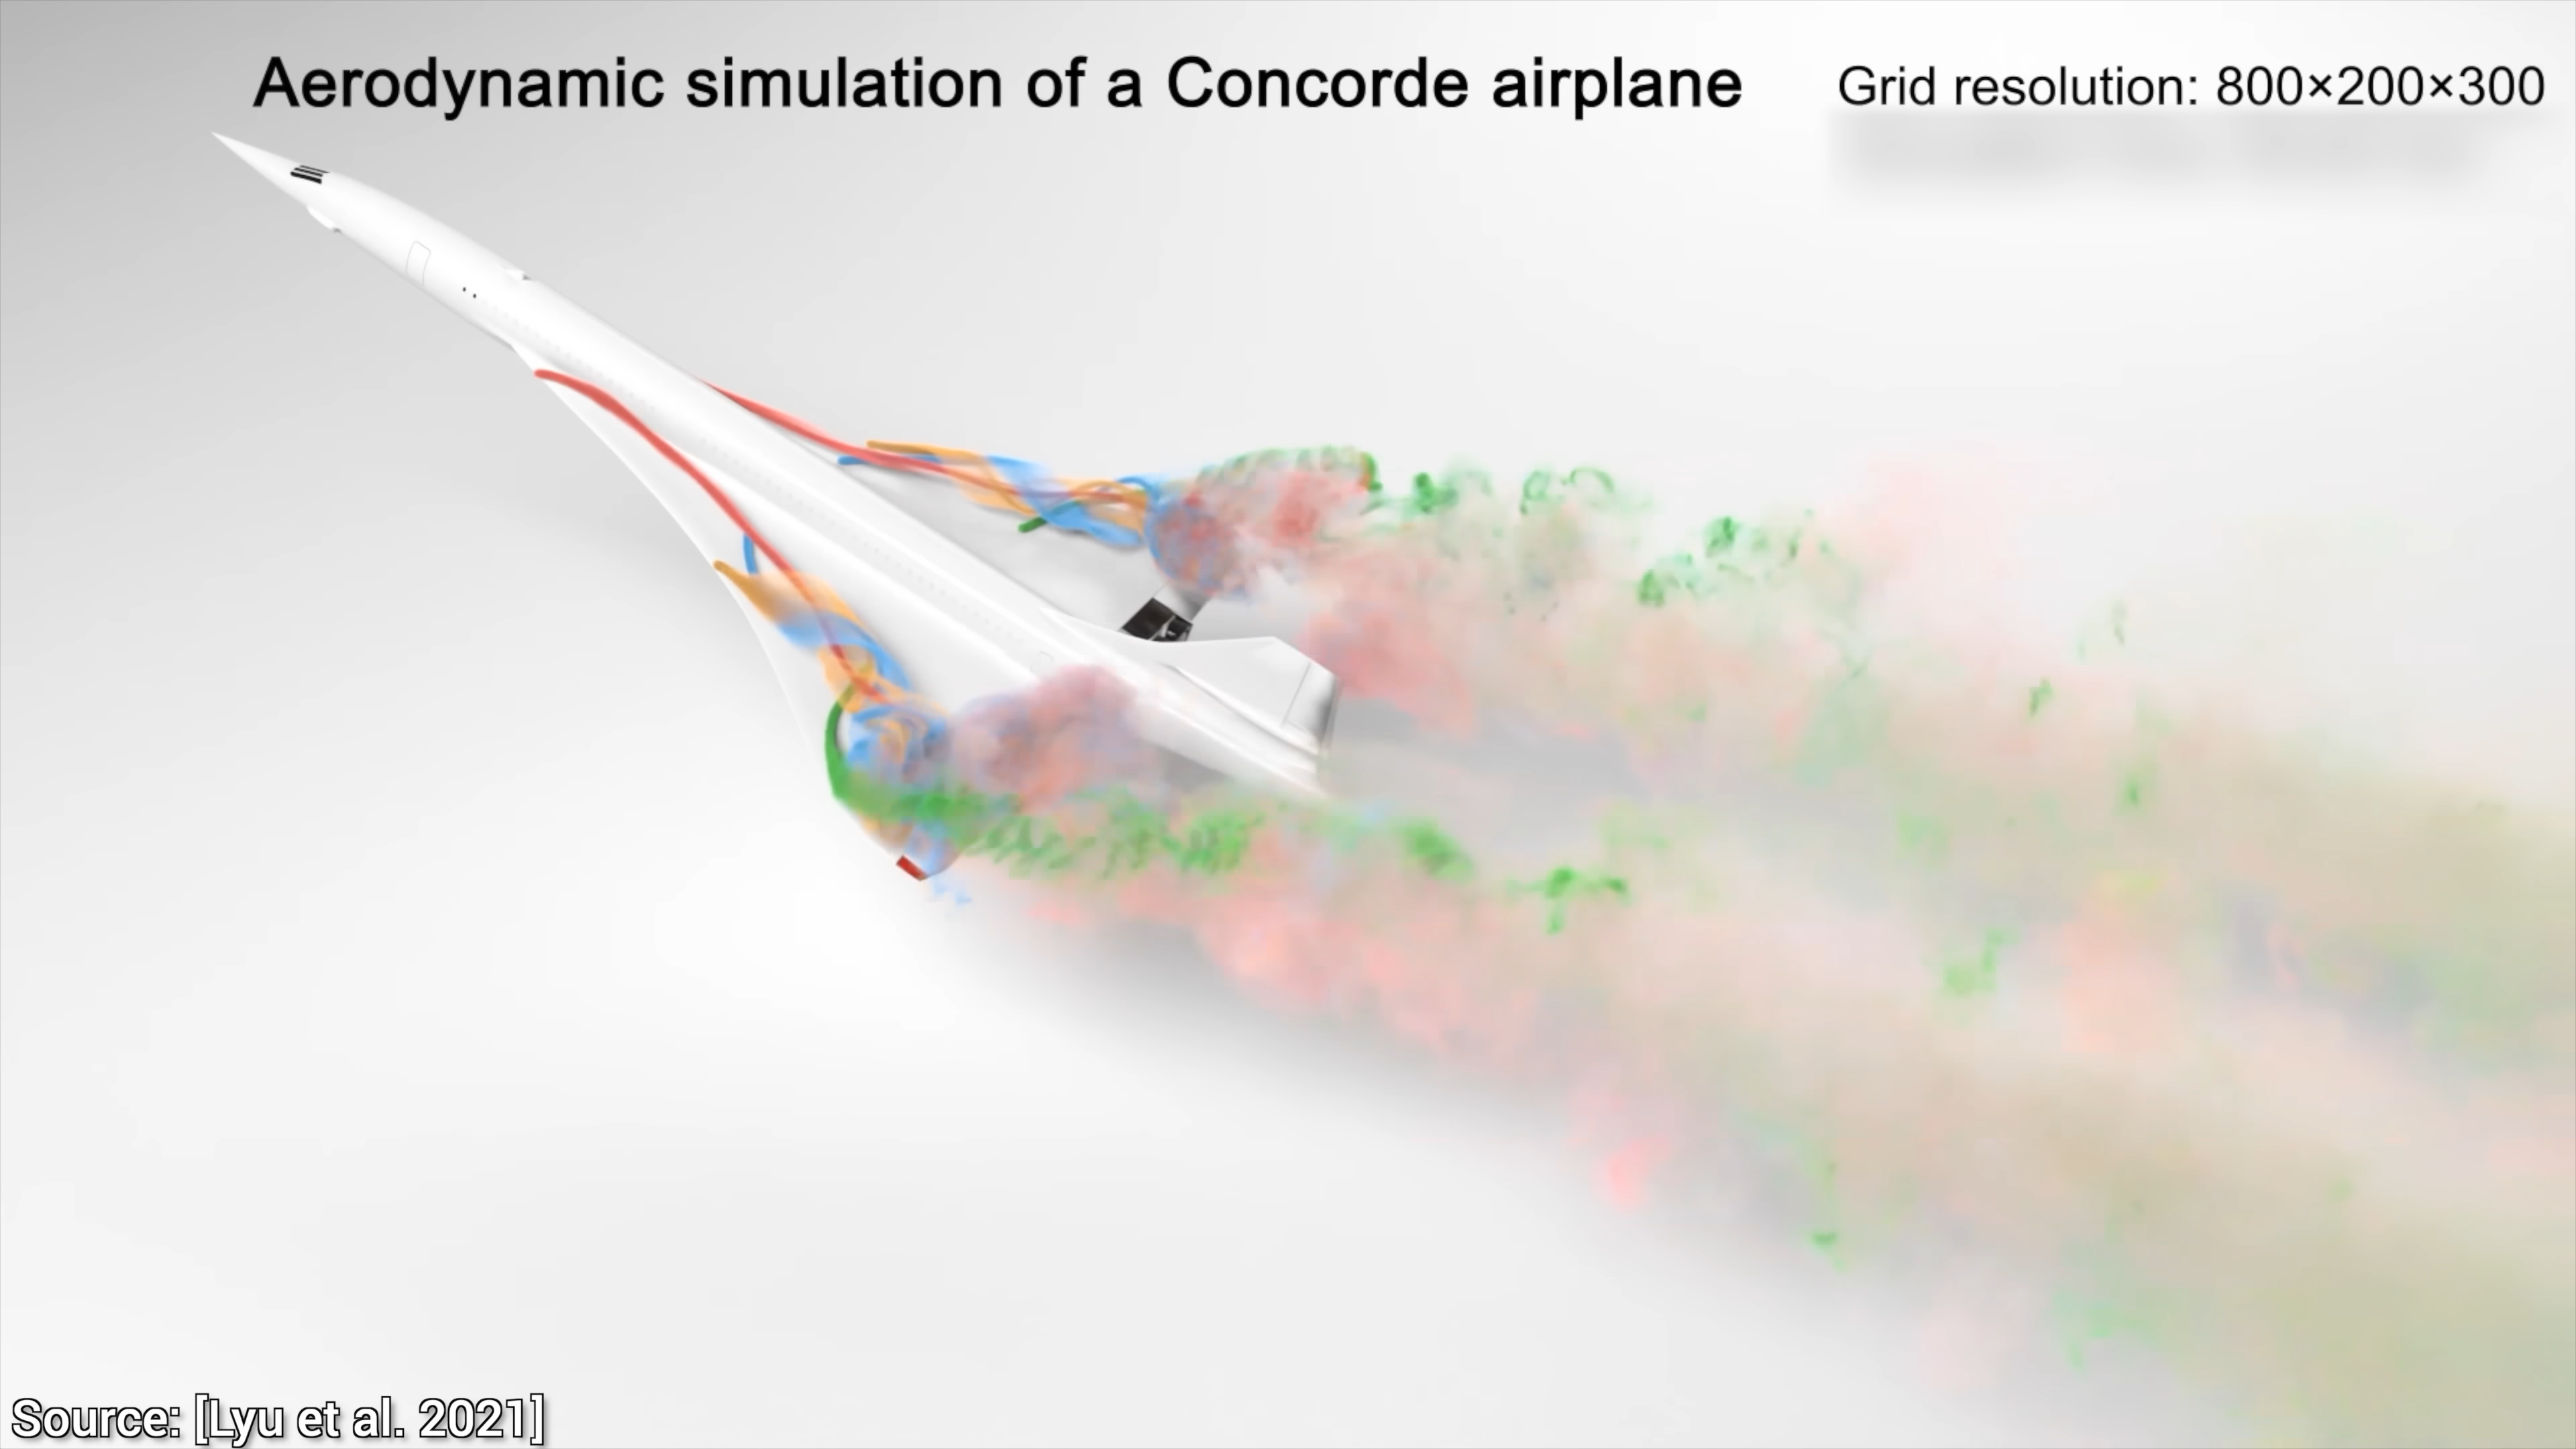 Aerodynamic simulation of a Concorde airplane
Grid resolution: 800×200×300
Source: [Lyu et al. 2021]